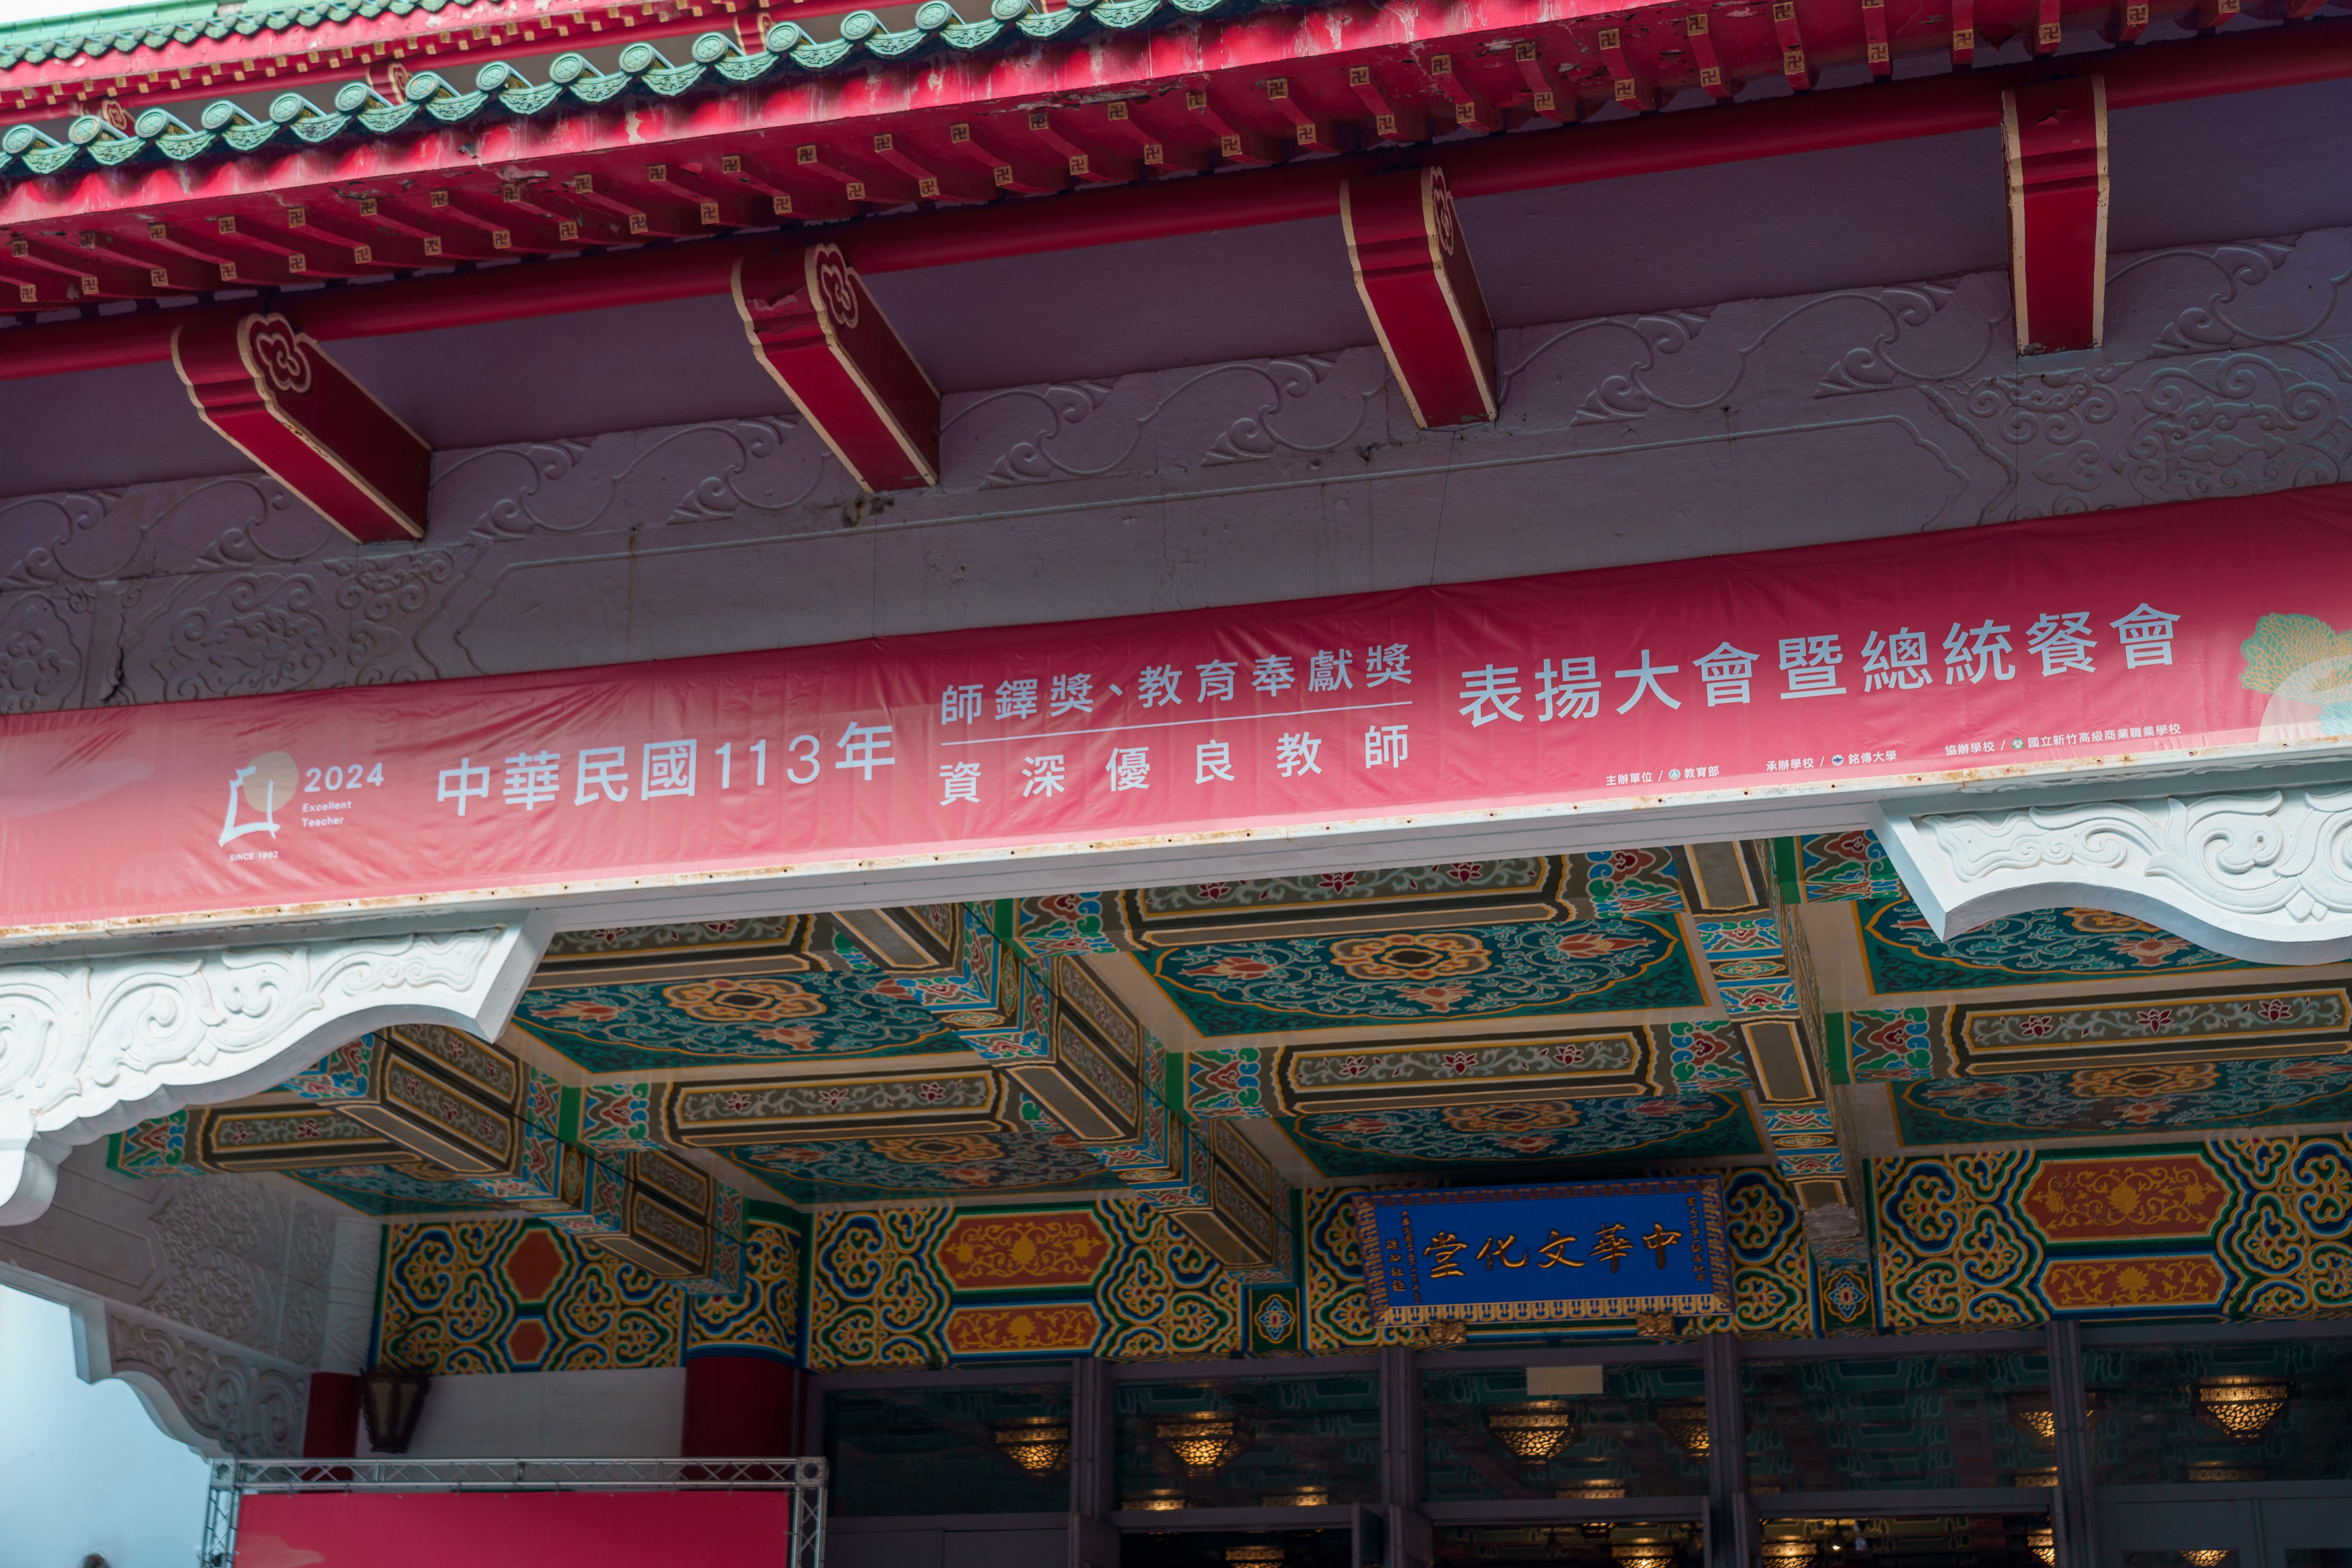 2024
Excellent
Teacher
SINCE 1982
中華民國113年
師鐸獎、教育奉獻獎
資深優良教師
表揚大會暨總統餐會
主辦單位 / 教育部
承辦學校 / 銘傳大學
協辦學校 / 國立新竹高級商業職業學校
中華文化堂